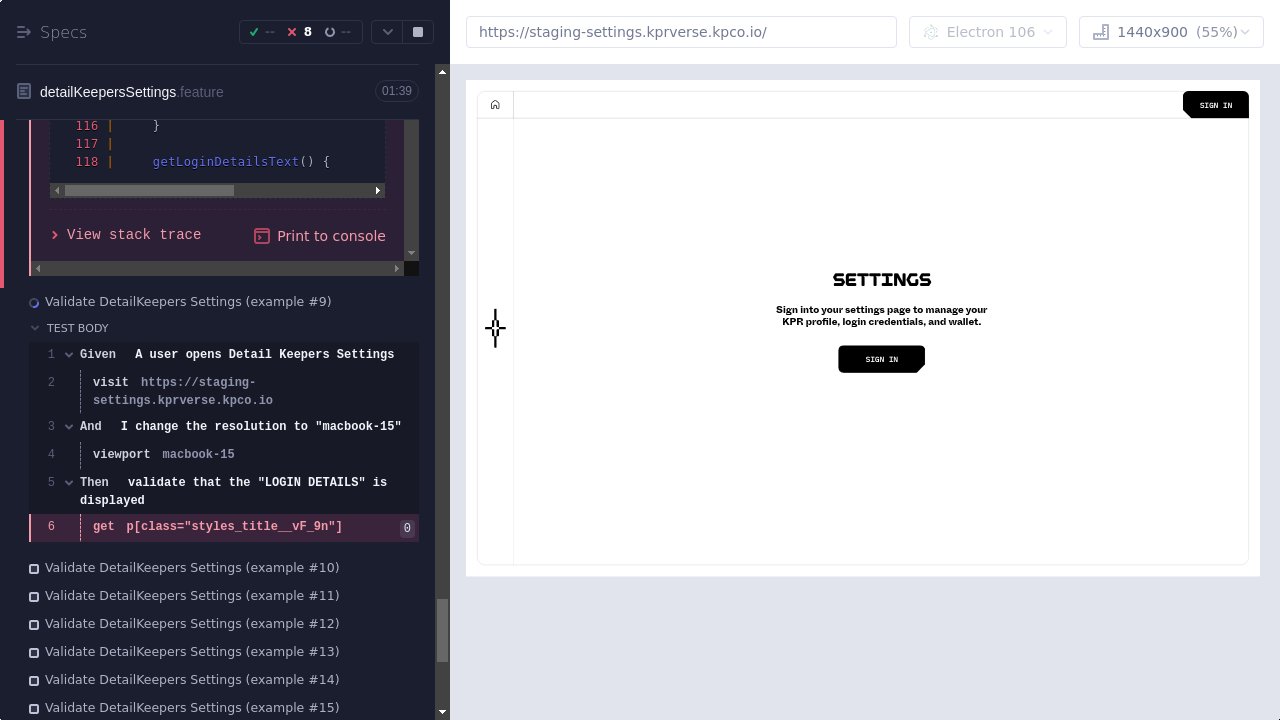 Specs
--
8
--
https://staging-settings.kprverse.kpco.io/
Electron 106
1440x900 (55%)
detailKeepersSettings.feature
01:39
116 | }
117 |
118 | getLoginDetailsText() {
View stack trace
Print to console
Validate DetailKeepers Settings (example #9)
TEST BODY
1 Given A user opens Detail Keepers Settings
2 visit https://staging-
settings.kprverse.kpco.io
3 And I change the resolution to "macbook-15"
4 viewport macbook-15
5 Then validate that the "LOGIN DETAILS" is
displayed
6 get p[class="styles_title__vF_9n"] 0
Validate DetailKeepers Settings (example #10)
Validate DetailKeepers Settings (example #11)
Validate DetailKeepers Settings (example #12)
Validate DetailKeepers Settings (example #13)
Validate DetailKeepers Settings (example #14)
Validate DetailKeepers Settings (example #15)
SIGN IN
SETTINGS
Sign into your settings page to manage your
KPR profile, login credentials, and wallet.
SIGN IN